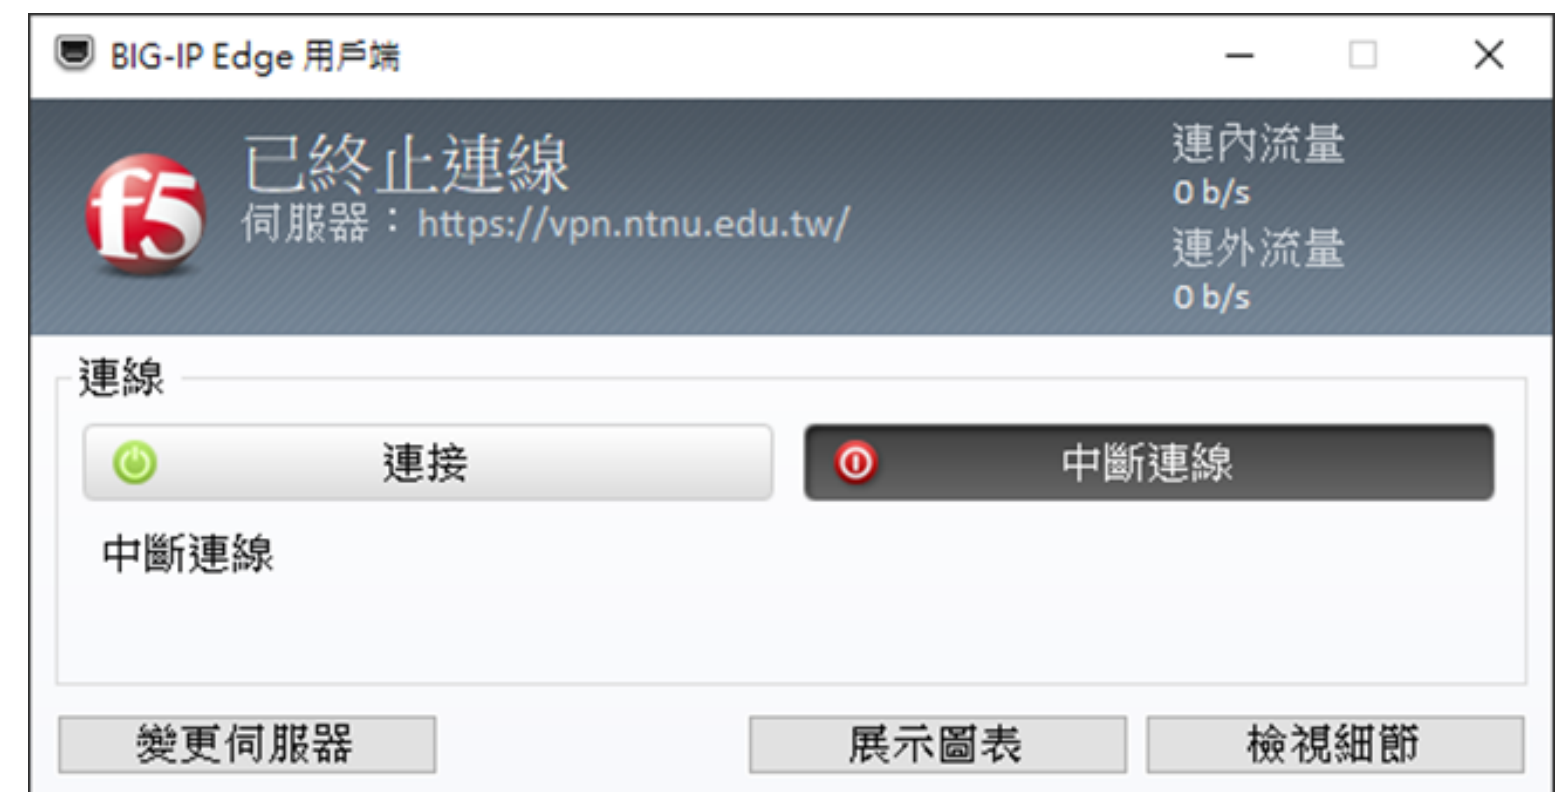 BIG-IP Edge 用戶端
已終止連線
伺服器：https://vpn.ntnu.edu.tw/
連內流量
0 b/s
連外流量
0 b/s
f5
連線
連接
中斷連線
中斷連線
變更伺服器
展示圖表
檢視細節